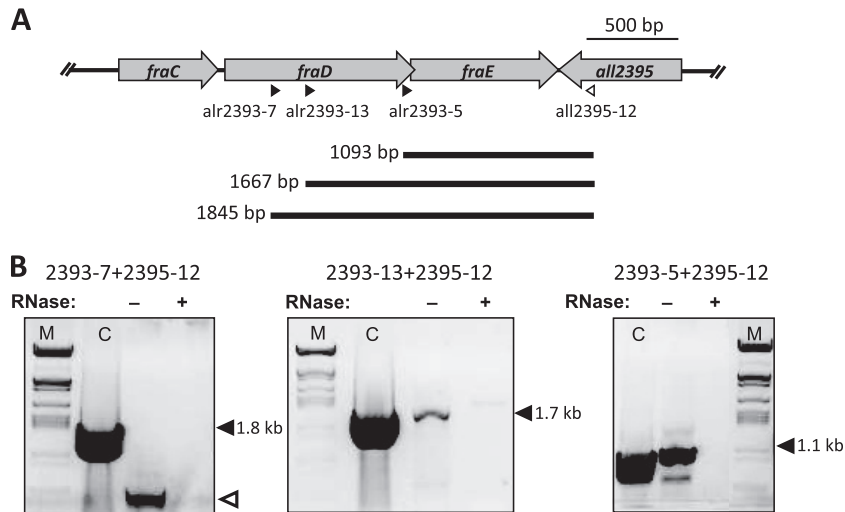 A
500 bp
fraC fraD fraE all2395
alr2393-7 alr2393-13 alr2393-5 all2395-12
1093 bp
1667 bp
1845 bp
B
2393-7+2395-12 2393-13+2395-12 2393-5+2395-12
RNase: – + RNase: – + RNase: – +
M C M C C M
1.8 kb 1.7 kb 1.1 kb